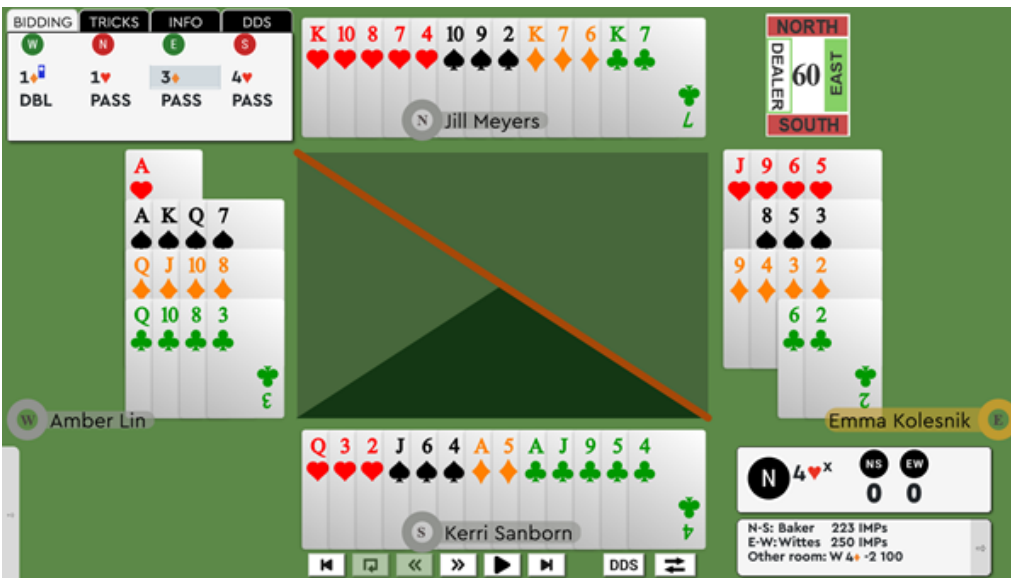 BIDDING TRICKS INFO DDS
W N E S
1♦ 1♥ 3♦ 4♥
DBL PASS PASS PASS
K 10 8 7 4 10 9 2 K 7 6 K 7
7
N Jill Meyers
NORTH
DEALER 60 EAST
SOUTH
A
A K Q 7
Q J 10 8
Q 10 8 3
3
W Amber Lin
J 9 6 5
8 5 3
9 4 3 2
6 2
2
Emma Kolesnik E
Q 3 2 J 6 4 A 5 A J 9 5 4
4
S Kerri Sanborn
N 4♥x NS EW
0 0
N-S: Baker 223 IMPs
E-W: Wittes 250 IMPs
Other room: W 4♦ -2 100
DDS